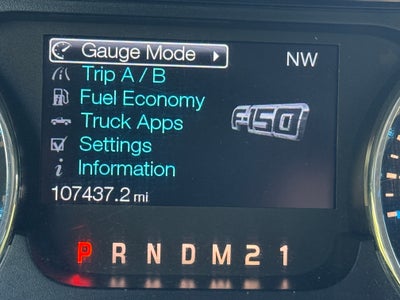 Gauge Mode
NW
Trip A / B
Fuel Economy
F-150
Truck Apps
Settings
Information
107437.2 mi
P R N D M 2 1